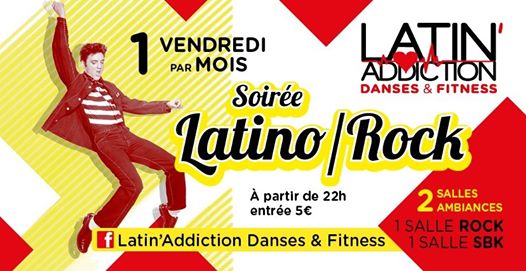 1 VENDREDI
PAR MOIS
LATIN'
ADDICTION
DANSES & FITNESS
Soirée
Latino/Rock
À partir de 22h
entrée 5€
2 SALLES
AMBIANCES
1 SALLE ROCK
1 SALLE SBK
f Latin'Addiction Danses & Fitness